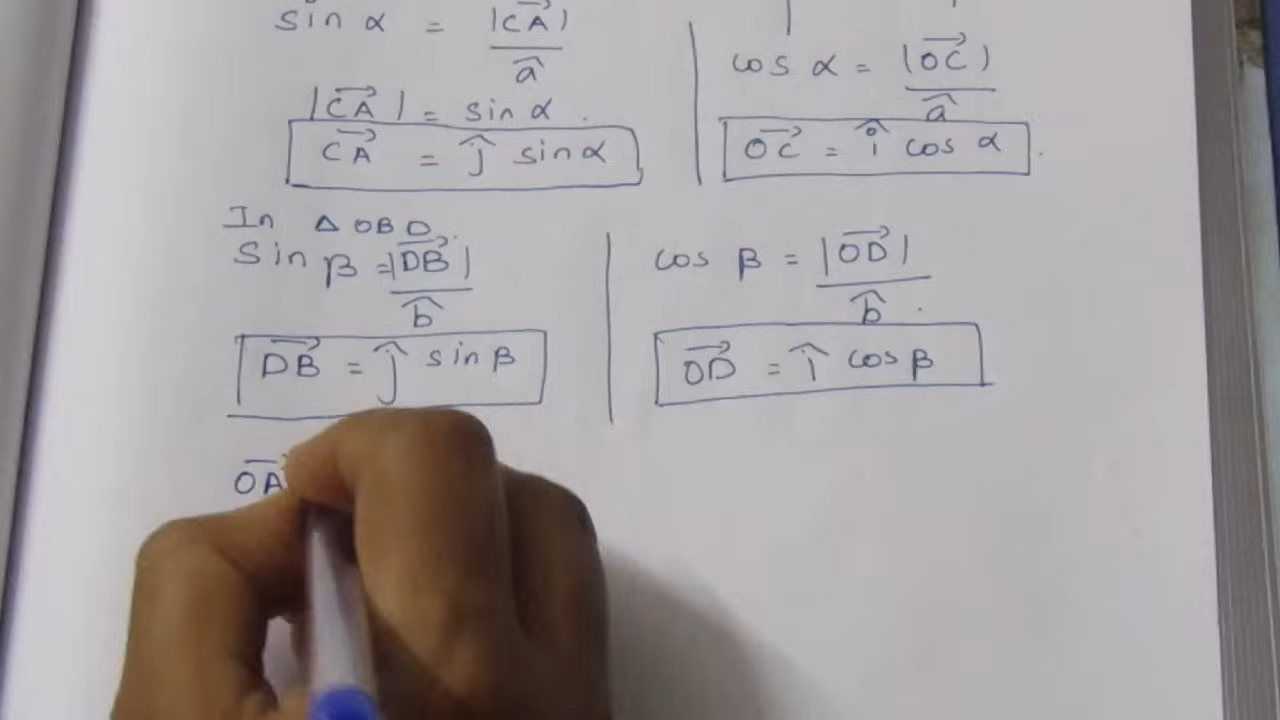 sin α = |CA→| / â
|CA→| = sin α
CA→ = ĵ sin α
cos α = |OC→| / â
OC→ = î cos α
In Δ OBD
Sin β = |DB→| / b̂
DB→ = ĵ sin β
cos β = |OD→| / b̂
OD→ = î cos β
OA→